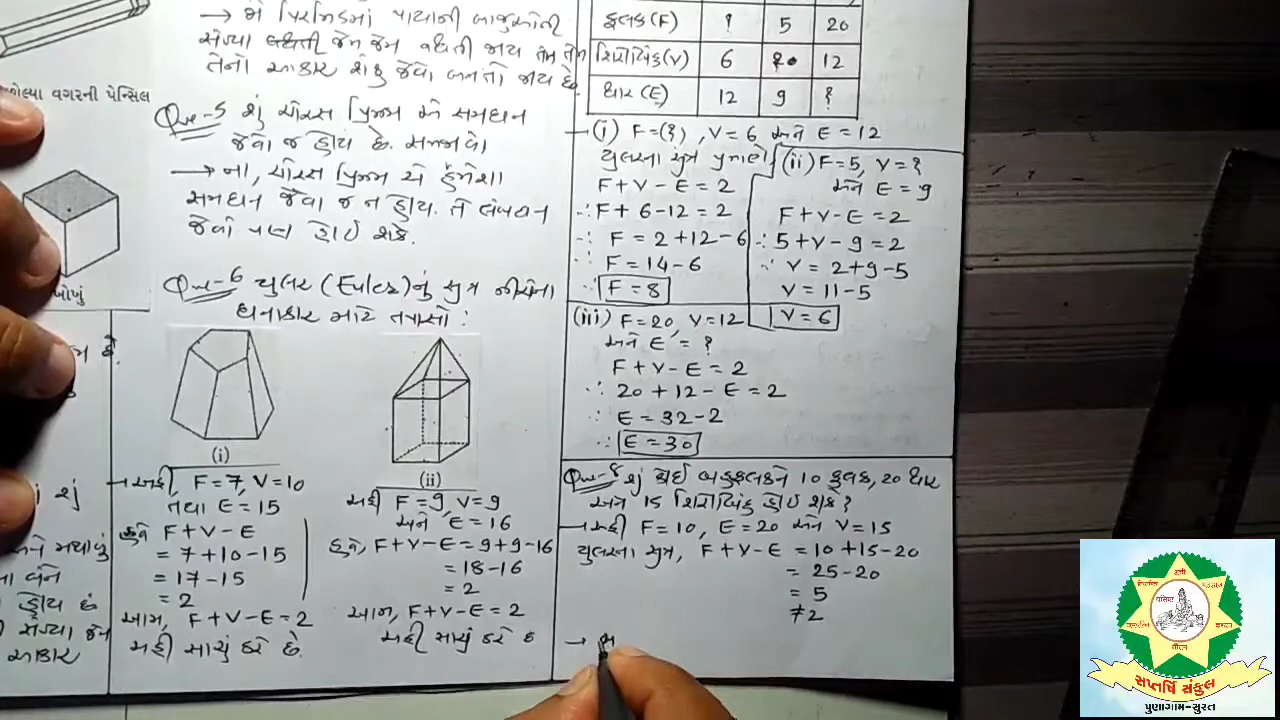 → જે પિરામિડમાં પાયાની બાજુઓની
સંખ્યા જેમ જેમ વધતી જાય તેમ તેમ
તેનો આકાર શંકુ જેવો બનતો જાય છે.
છોલ્યા વગરની પેન્સિલ
Que-5 શું ચોરસ પ્રિઝમ એ સમઘન
જેવો જ હોય છે. સમજાવો
→ ના, ચોરસ પ્રિઝમ એ હંમેશા
સમઘન જેવો જ ન હોય. તે લંબઘન
જેવો પણ હોઈ શકે.
ખોખું
Que-6 યુલર (Euler) નું સુત્ર નીચેના
ઘનાકાર માટે તપાસો :
(i)
→ અહીં, F = 7, V = 10
તથા E = 15
હવે F + V - E
= 7 + 10 - 15
= 17 - 15
= 2
આમ, F + V - E = 2
અહીં સાચું ઠરે છે.
(ii)
અહીં F = 9, V = 9
અને E = 16
હવે, F + V - E = 9 + 9 - 16
= 18 - 16
= 2
આમ, F + V - E = 2
અહીં સાચું ઠરે છે
ફલક (F) ? 5 20
શિરોબિંદુ (V) 6 12
ધાર (E) 12 9 ?
→ (i) F = (?), V = 6 અને E = 12
યુલરના સુત્ર પ્રમાણે
F + V - E = 2
∴ F + 6 - 12 = 2
∴ F = 2 + 12 - 6
∴ F = 14 - 6
∴ F = 8
(ii) F = 5, V = ?
અને E = 9
F + V - E = 2
∴ 5 + V - 9 = 2
∴ V = 2 + 9 - 5
V = 11 - 5
V = 6
(iii) F = 20, V = 12
અને E = ?
F + V - E = 2
∴ 20 + 12 - E = 2
∴ E = 32 - 2
∴ E = 30
Que-8 શું કોઈ બહુફલકને 10 ફલક, 20 ધાર
અને 15 શિરોબિંદુ હોઈ શકે ?
→ અહીં F = 10, E = 20 અને V = 15
યુલરના સુત્ર, F + V - E = 10 + 15 - 20
= 25 - 20
= 5
≠ 2
→
સપ્તર્ષિ સંકુલ
પુણાગામ-સુરત